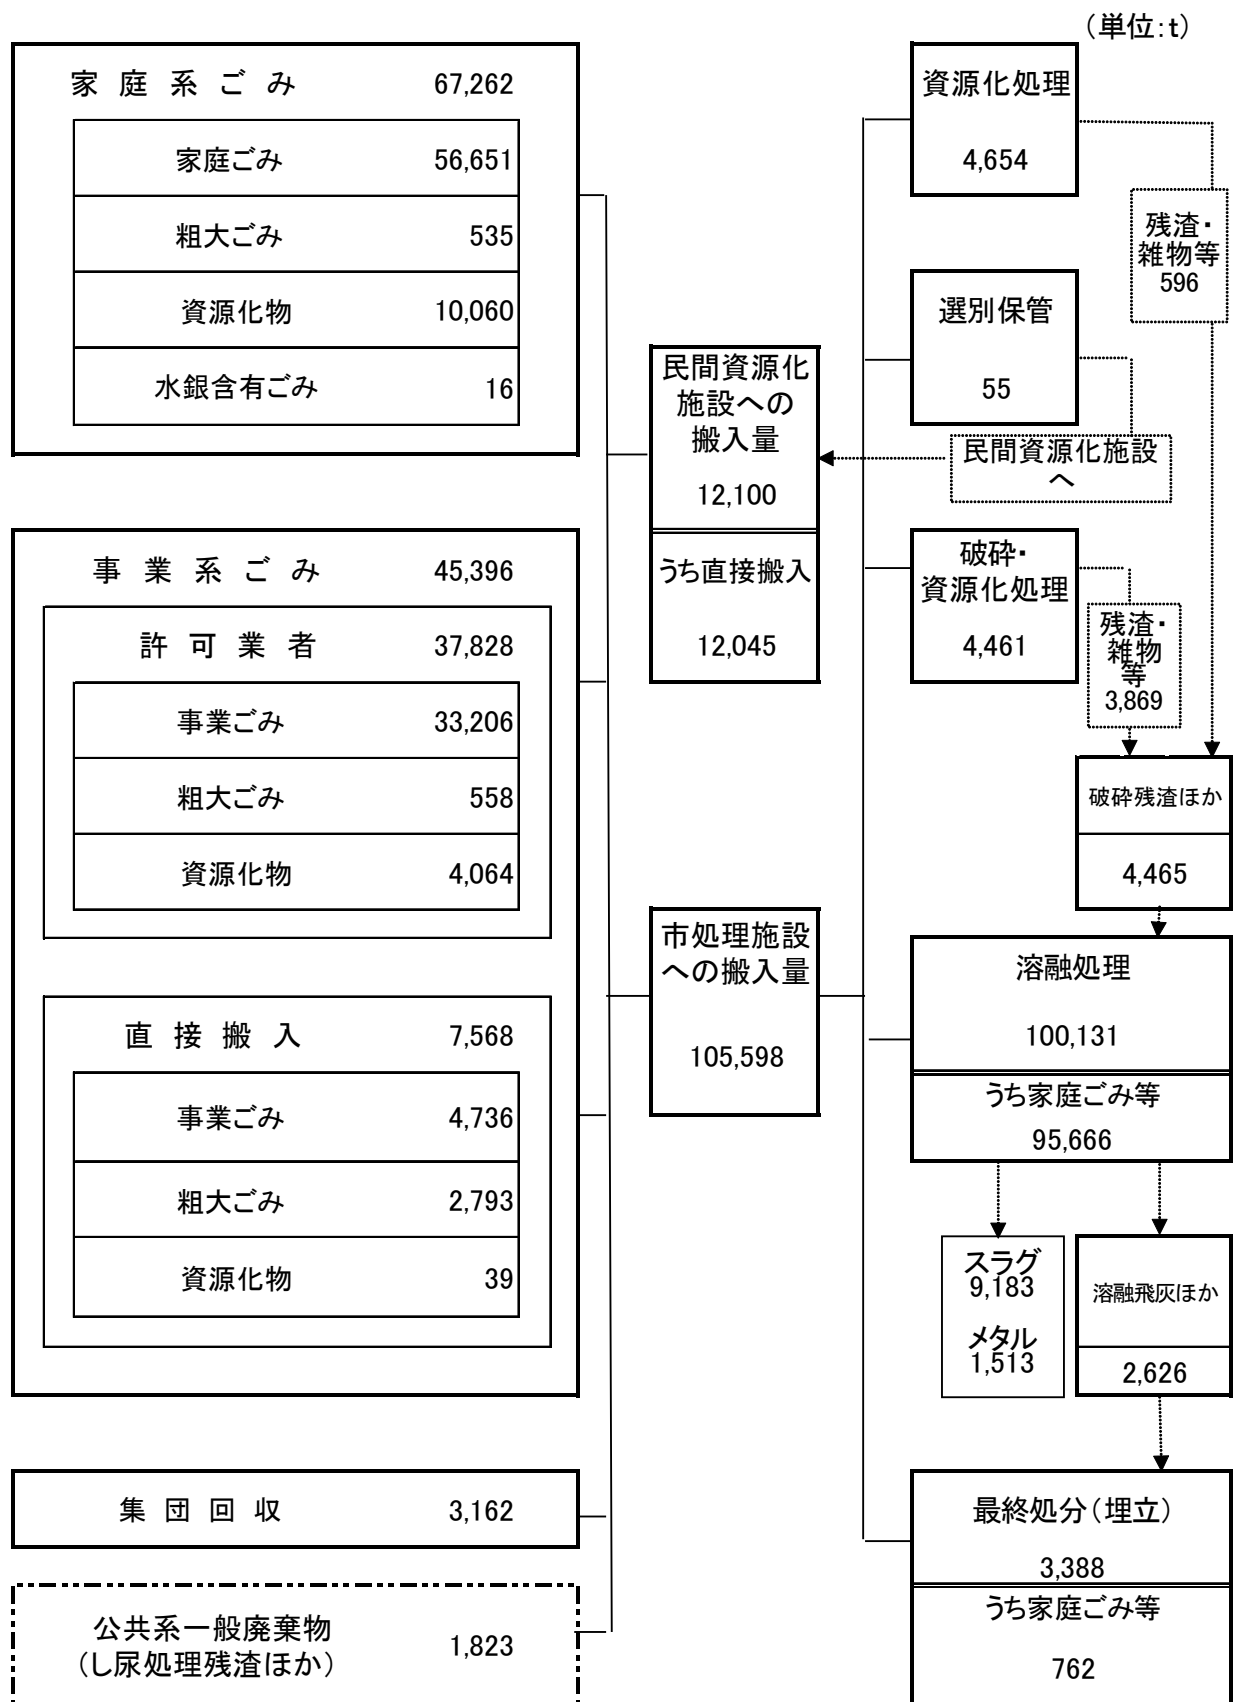 （単位：t）
家庭系ごみ 67,262
家庭ごみ 56,651
粗大ごみ 535
資源化物 10,060
水銀含有ごみ 16
事業系ごみ 45,396
許可業者 37,828
事業ごみ 33,206
粗大ごみ 558
資源化物 4,064
直接搬入 7,568
事業ごみ 4,736
粗大ごみ 2,793
資源化物 39
集団回収 3,162
公共系一般廃棄物
（し尿処理残渣ほか）
1,823
民間資源化
施設への
搬入量
12,100
うち直接搬入
12,045
市処理施設
への搬入量
105,598
資源化処理
4,654
残渣・
雑物等
596
選別保管
55
民間資源化施設
へ
破砕・
資源化処理
4,461
残渣・
雑物
等
3,869
破砕残渣ほか
4,465
溶融処理
100,131
うち家庭ごみ等
95,666
スラグ
9,183
メタル
1,513
溶融飛灰ほか
2,626
最終処分（埋立）
3,388
うち家庭ごみ等
762